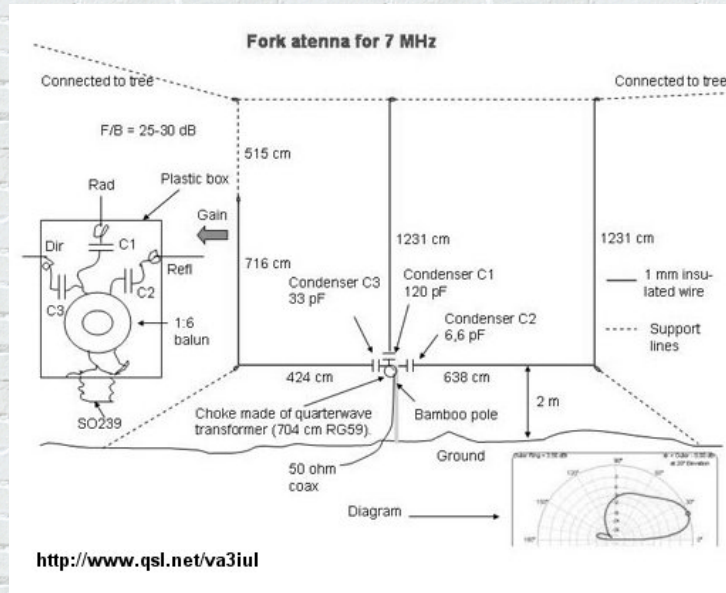 Fork atenna for 7 MHz
Connected to tree
Connected to tree
F/B = 25-30 dB
515 cm
Rad
Plastic box
Gain
Dir
C1
Refl
C2
C3
1:6
balun
SO239
716 cm
1231 cm
1231 cm
Condenser C3
33 pF
Condenser C1
120 pF
Condenser C2
6,6 pF
1 mm insu-
lated wire
Support
lines
424 cm
638 cm
2 m
Choke made of quarterwave
transformer (704 cm RG59).
Bamboo pole
50 ohm
coax
Ground
Diagram
http://www.qsl.net/va3iul